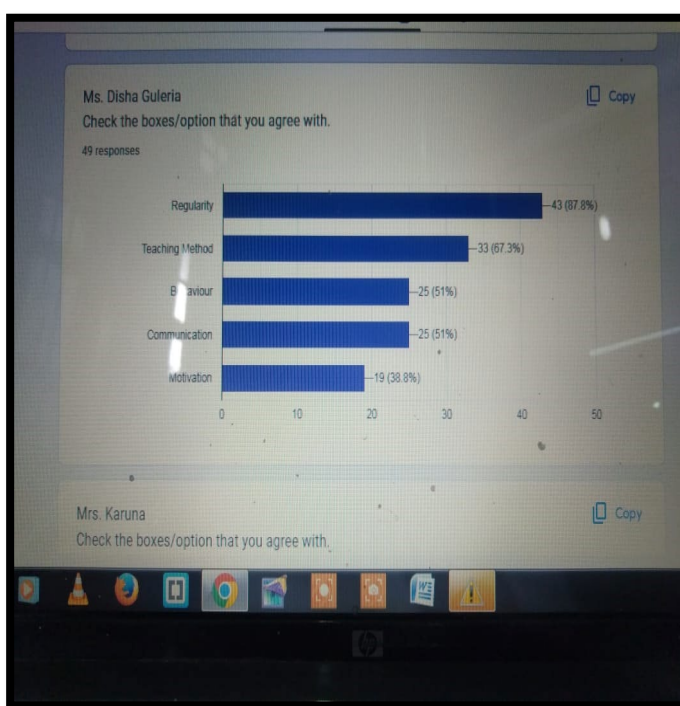 Ms. Disha Guleria
Copy
Check the boxes/option that you agree with.
49 responses
Regularity
43 (87.8%)
Teaching Method
33 (67.3%)
Behaviour
25 (51%)
Communication
25 (51%)
Motivation
19 (38.8%)
0 10 20 30 40 50
Mrs. Karuna
Copy
Check the boxes/option that you agree with.
hp